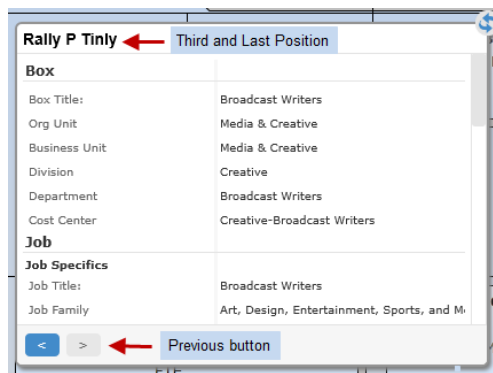 Rally P Tinly Third and Last Position
Box
Box Title: Broadcast Writers
Org Unit Media & Creative
Business Unit Media & Creative
Division Creative
Department Broadcast Writers
Cost Center Creative-Broadcast Writers
Job
Job Specifics
Job Title: Broadcast Writers
Job Family Art, Design, Entertainment, Sports, and M
< > Previous button